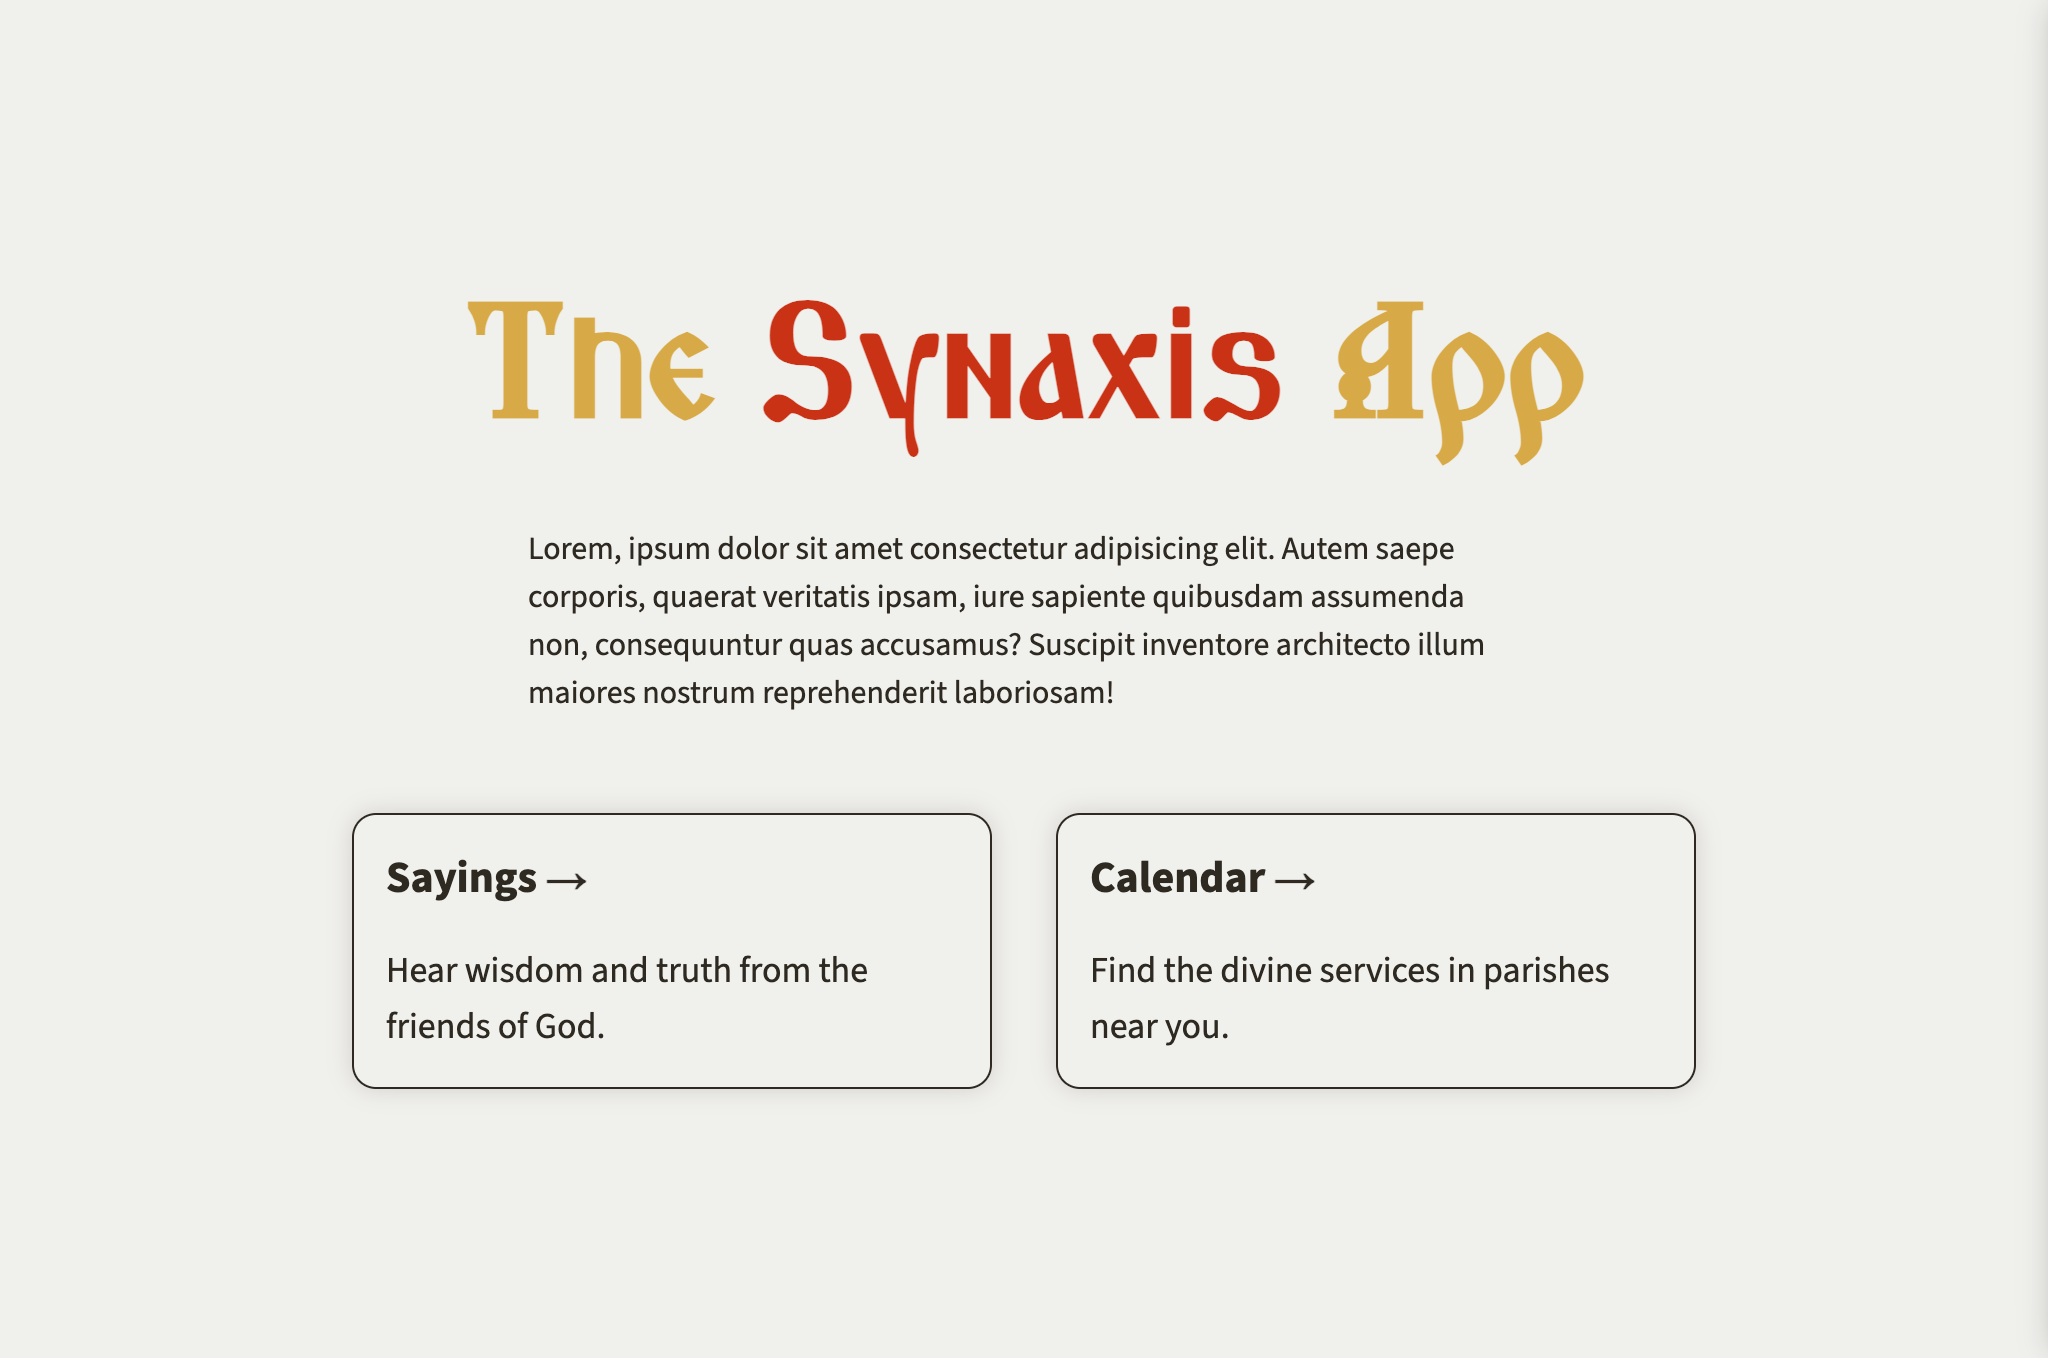 The Synaxis App
Lorem, ipsum dolor sit amet consectetur adipisicing elit. Autem saepe
corporis, quaerat veritatis ipsam, iure sapiente quibusdam assumenda
non, consequuntur quas accusamus? Suscipit inventore architecto illum
maiores nostrum reprehenderit laboriosam!
Sayings →
Hear wisdom and truth from the
friends of God.
Calendar →
Find the divine services in parishes
near you.